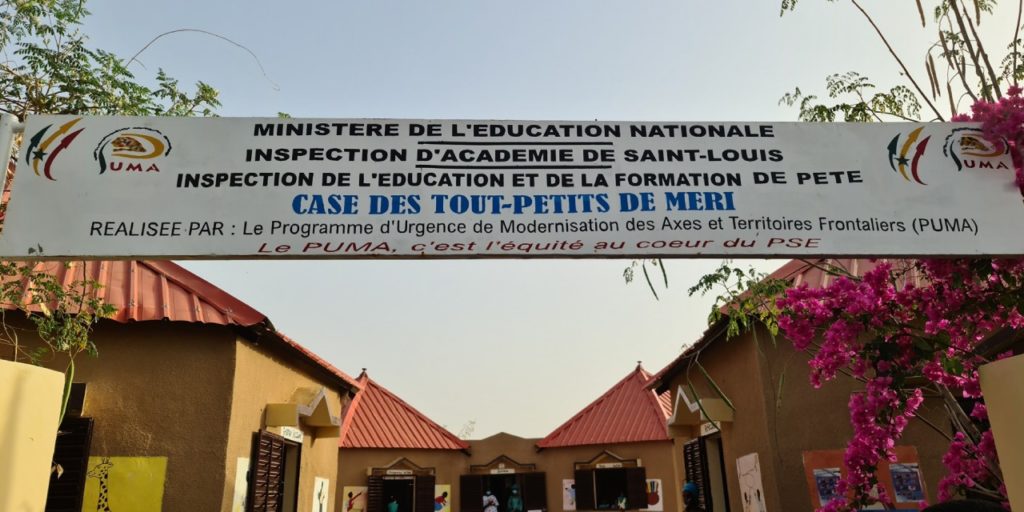 MINISTERE DE L'EDUCATION NATIONALE
INSPECTION D'ACADEMIE DE SAINT-LOUIS
INSPECTION DE L'EDUCATION ET DE LA FORMATION DE PETE
CASE DES TOUT-PETITS DE MERI
REALISEE PAR : Le Programme d'Urgence de Modernisation des Axes et Territoires Frontaliers (PUMA)
Le PUMA, c'est l'équité au coeur du PSE
PUMA
PUMA